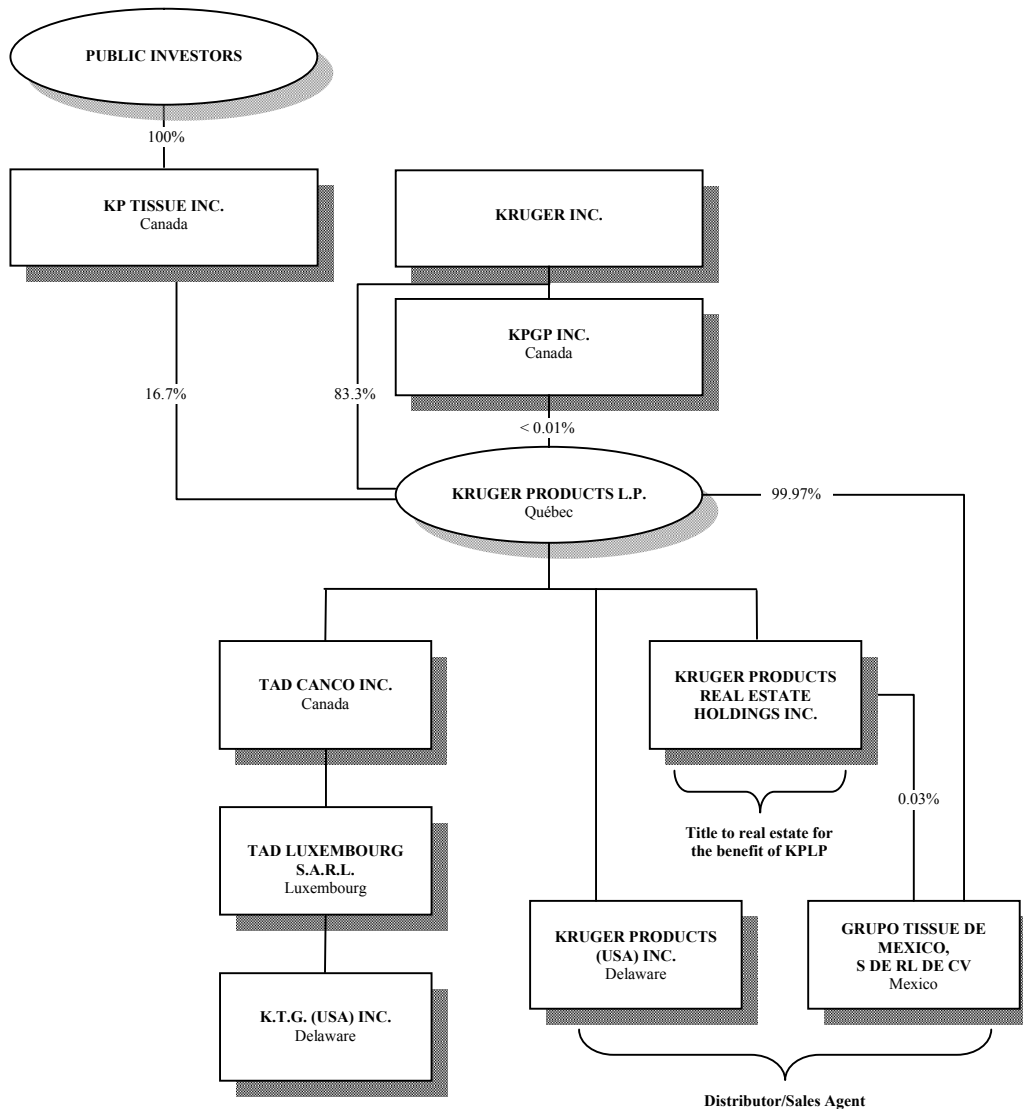 PUBLIC INVESTORS
100%
KP TISSUE INC.
Canada
KRUGER INC.
KPGP INC.
Canada
16.7%
83.3%
< 0.01%
KRUGER PRODUCTS L.P.
Québec
99.97%
TAD CANCO INC.
Canada
KRUGER PRODUCTS
REAL ESTATE
HOLDINGS INC.
0.03%
Title to real estate for
the benefit of KPLP
TAD LUXEMBOURG
S.A.R.L.
Luxembourg
KRUGER PRODUCTS
(USA) INC.
Delaware
GRUPO TISSUE DE
MEXICO,
S DE RL DE CV
Mexico
K.T.G. (USA) INC.
Delaware
Distributor/Sales Agent